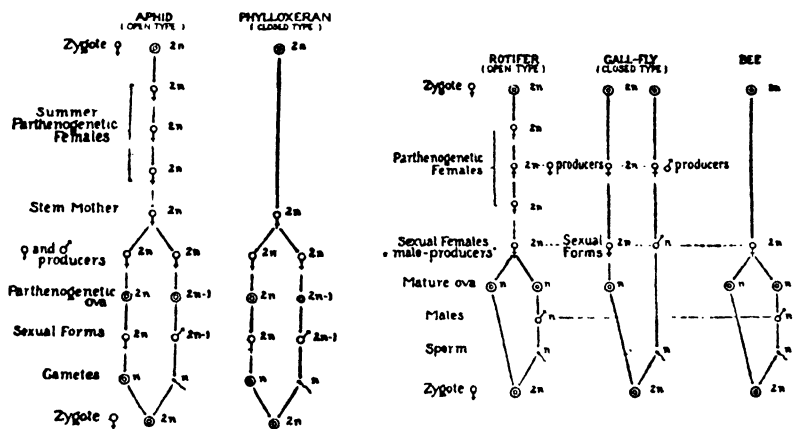 APHID
(OPEN TYPE)
PHYLLOXERAN
(CLOSED TYPE)
Zygote ♀ 2n 2n
2n
Summer
Parthenogenetic
Females
2n
2n
Stem Mother 2n 2n
♀ and ♂
producers
2n 2n 2n 2n
Parthenogenetic
ova
2n 2n-1 2n 2n-1
Sexual Forms 2n ♂ 2n-1 2n ♂ 2n-1
Gametes n n n n
Zygote ♀ 2n 2n
ROTIFER
(OPEN TYPE)
GALL-FLY
(CLOSED TYPE)
BEE
Zygote ♀ 2n 2n 2n 2n
2n
Parthenogenetic
Females
2n ♀ producers 2n ♂ producers
2n
Sexual Females
"male-producers"
2n
Sexual
Forms
2n ♂ n 2n
Mature ova n n n n n
Males ♂ n ♂ n
Sperm n n n
Zygote ♀ 2n 2n 2n